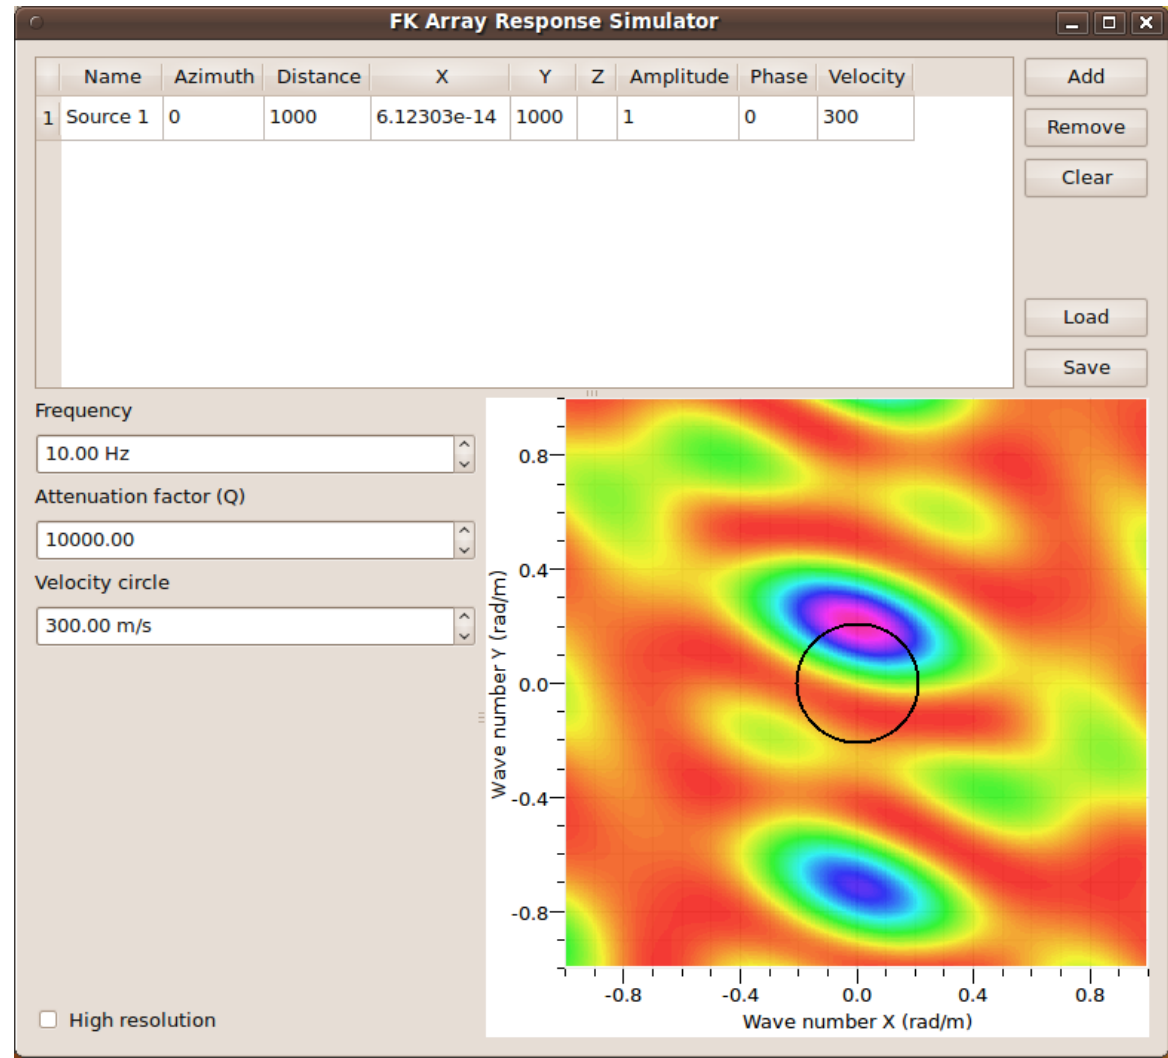 FK Array Response Simulator
Name Azimuth Distance X Y Z Amplitude Phase Velocity
1 Source 1 0 1000 6.12303e-14 1000 1 0 300
Add
Remove
Clear
Load
Save
Frequency
10.00 Hz
Attenuation factor (Q)
10000.00
Velocity circle
300.00 m/s
High resolution
Wave number Y (rad/m)
0.8
0.4
0.0
-0.4
-0.8
-0.8 -0.4 0.0 0.4 0.8
Wave number X (rad/m)